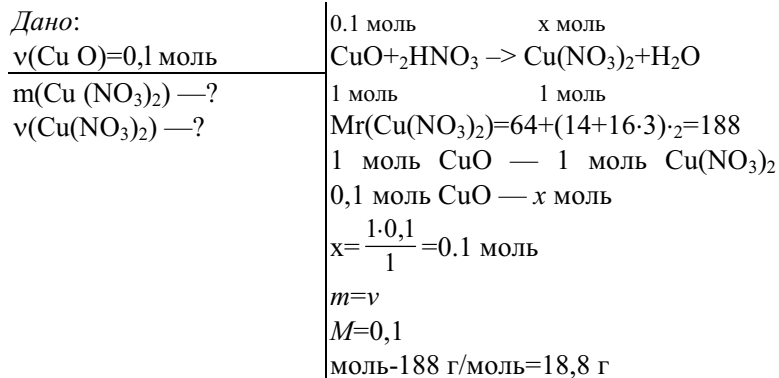 Дано:
ν(Cu O)=0,1 моль
m(Cu (NO₃)₂) —?
ν(Cu(NO₃)₂) —?
0.1 моль x моль
CuO+₂HNO₃ –> Cu(NO₃)₂+H₂O
1 моль 1 моль
Mr(Cu(NO₃)₂)=64+(14+16·3)·₂=188
1 моль CuO — 1 моль Cu(NO₃)₂
0,1 моль CuO — x моль
x=1·0,1/1=0.1 моль
m=v
M=0,1
моль-188 г/моль=18,8 г